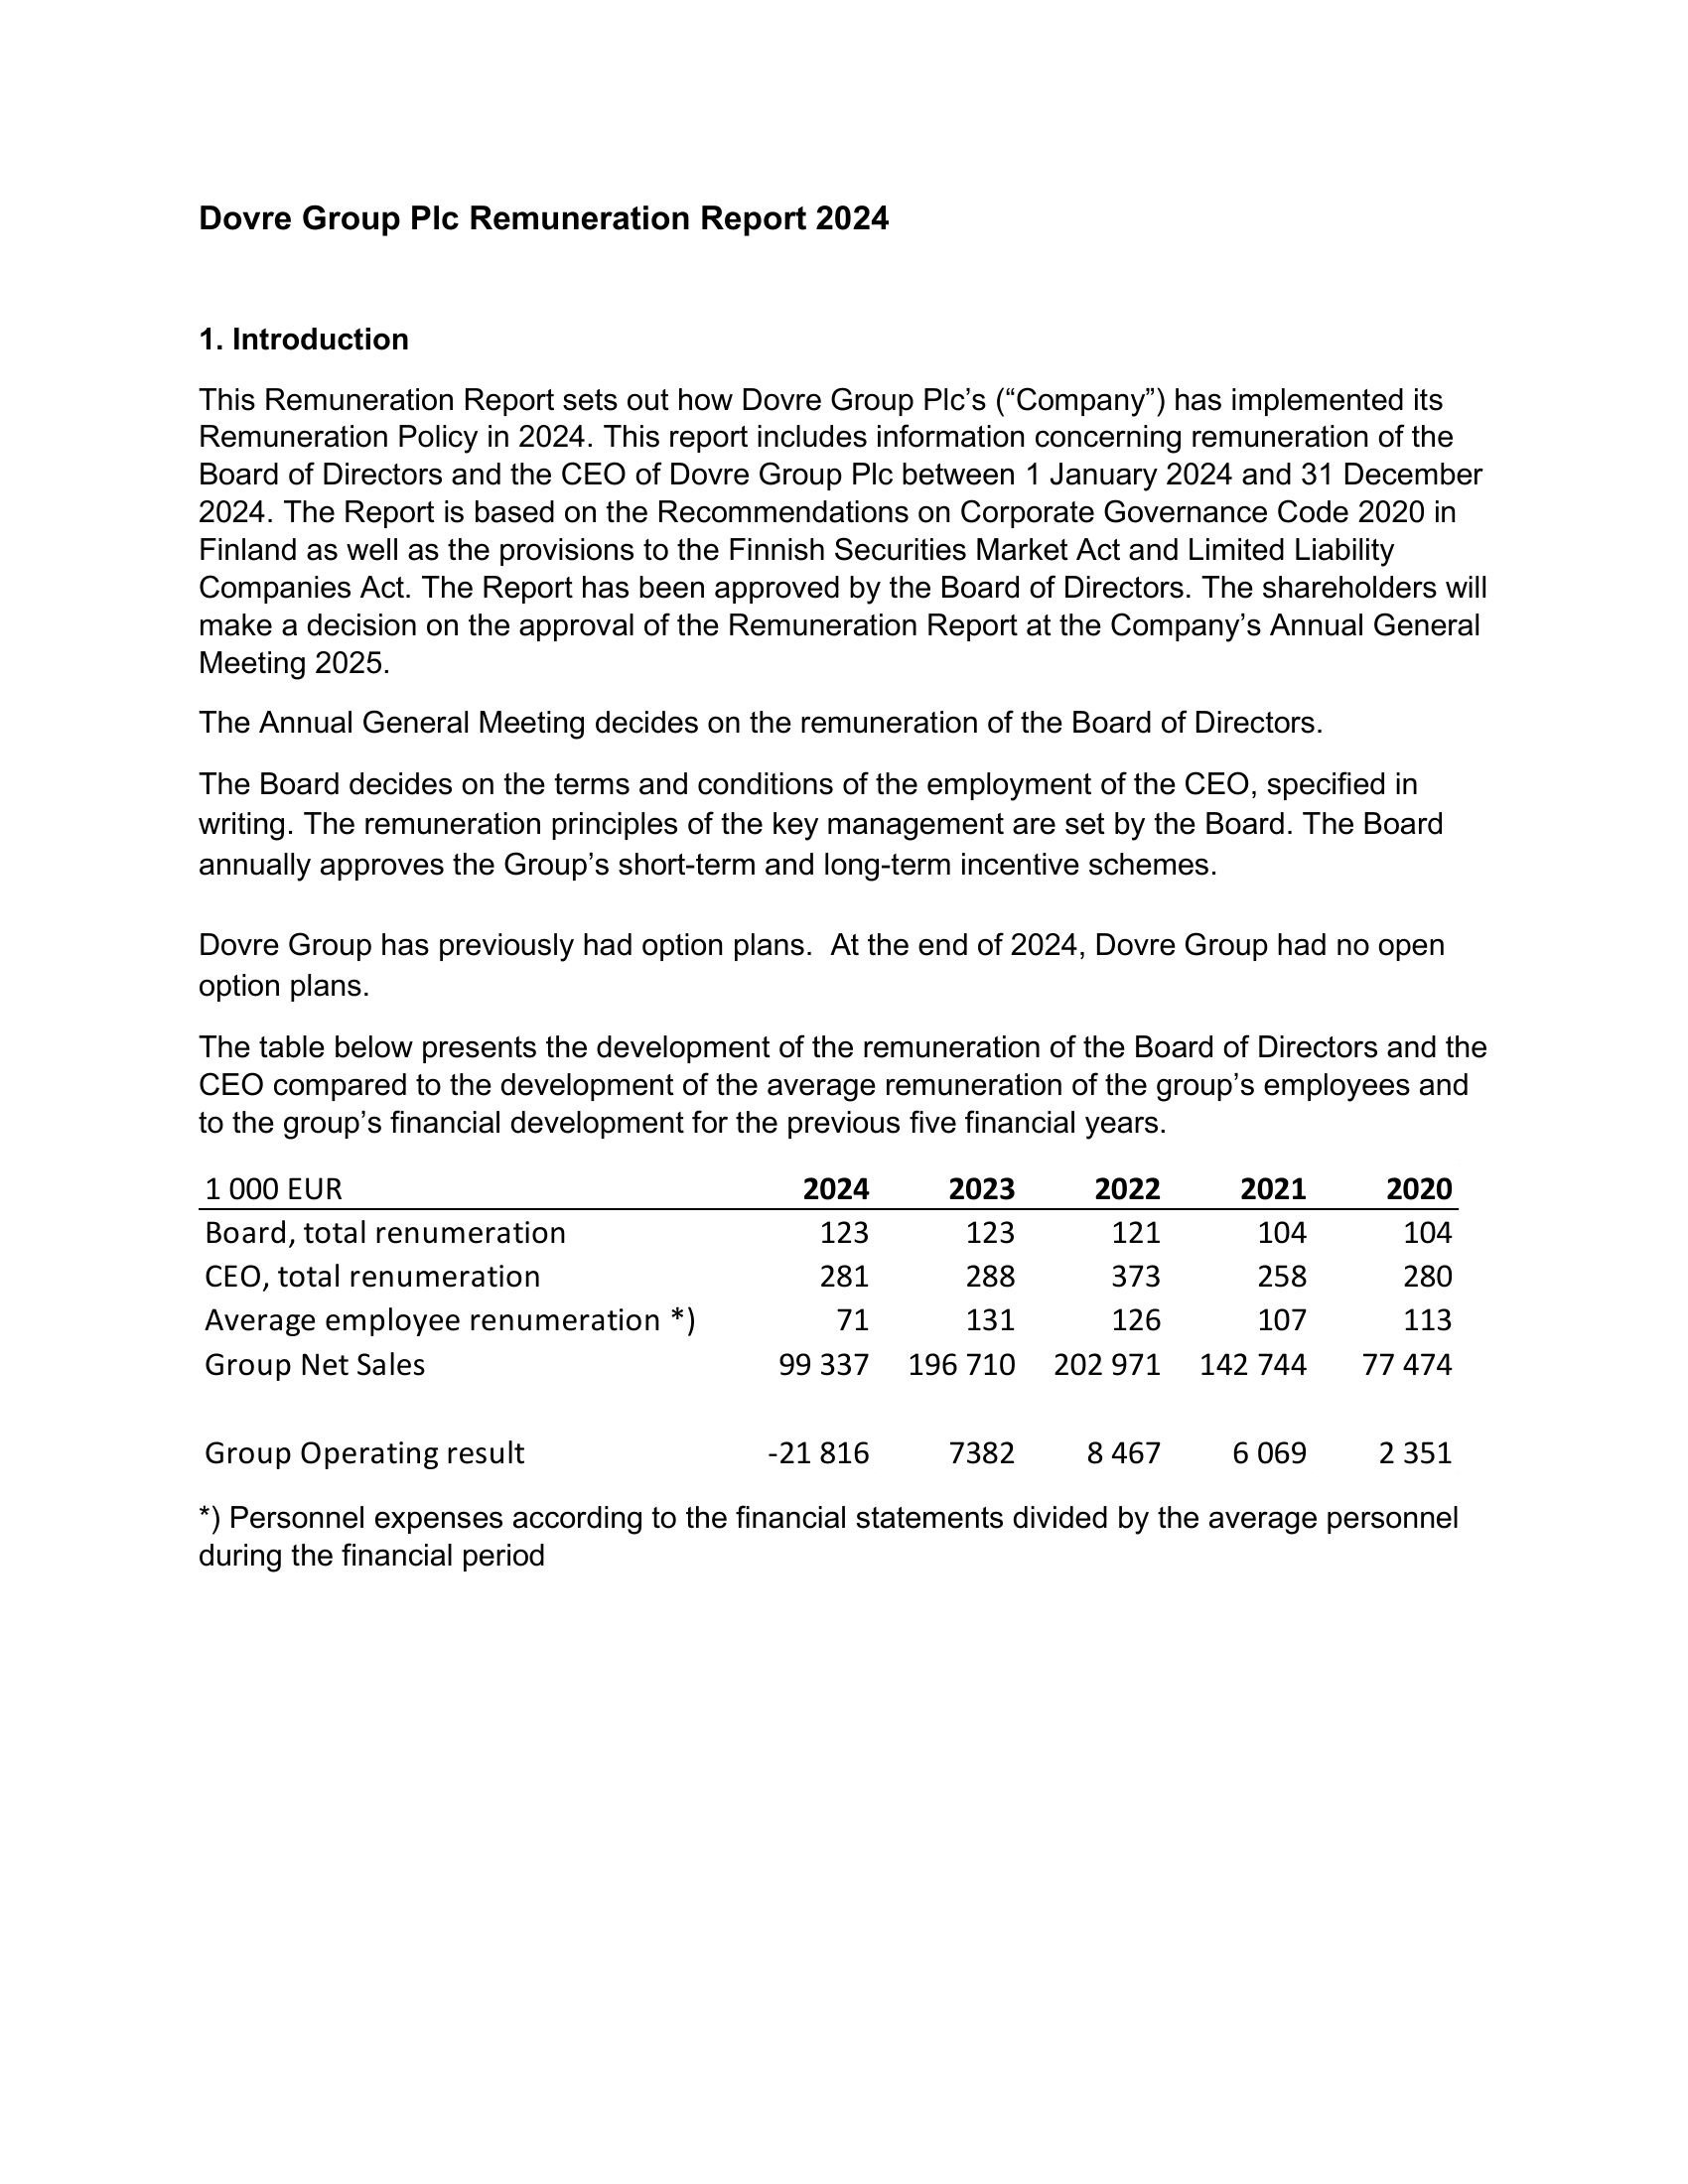 Dovre Group Plc Remuneration Report 2024
1. Introduction
This Remuneration Report sets out how Dovre Group Plc’s (“Company”) has implemented its
Remuneration Policy in 2024. This report includes information concerning remuneration of the
Board of Directors and the CEO of Dovre Group Plc between 1 January 2024 and 31 December
2024. The Report is based on the Recommendations on Corporate Governance Code 2020 in
Finland as well as the provisions to the Finnish Securities Market Act and Limited Liability
Companies Act. The Report has been approved by the Board of Directors. The shareholders will
make a decision on the approval of the Remuneration Report at the Company’s Annual General
Meeting 2025.
The Annual General Meeting decides on the remuneration of the Board of Directors.
The Board decides on the terms and conditions of the employment of the CEO, specified in
writing. The remuneration principles of the key management are set by the Board. The Board
annually approves the Group’s short-term and long-term incentive schemes.
Dovre Group has previously had option plans.  At the end of 2024, Dovre Group had no open
option plans.
The table below presents the development of the remuneration of the Board of Directors and the
CEO compared to the development of the average remuneration of the group’s employees and
to the group’s financial development for the previous five financial years.
1 000 EUR 2024 2023 2022 2021 2020
Board, total renumeration 123 123 121 104 104
CEO, total renumeration 281 288 373 258 280
Average employee renumeration *) 71 131 126 107 113
Group Net Sales 99 337 196 710 202 971 142 744 77 474
Group Operating result -21 816 7382 8 467 6 069 2 351
*) Personnel expenses according to the financial statements divided by the average personnel
during the financial period